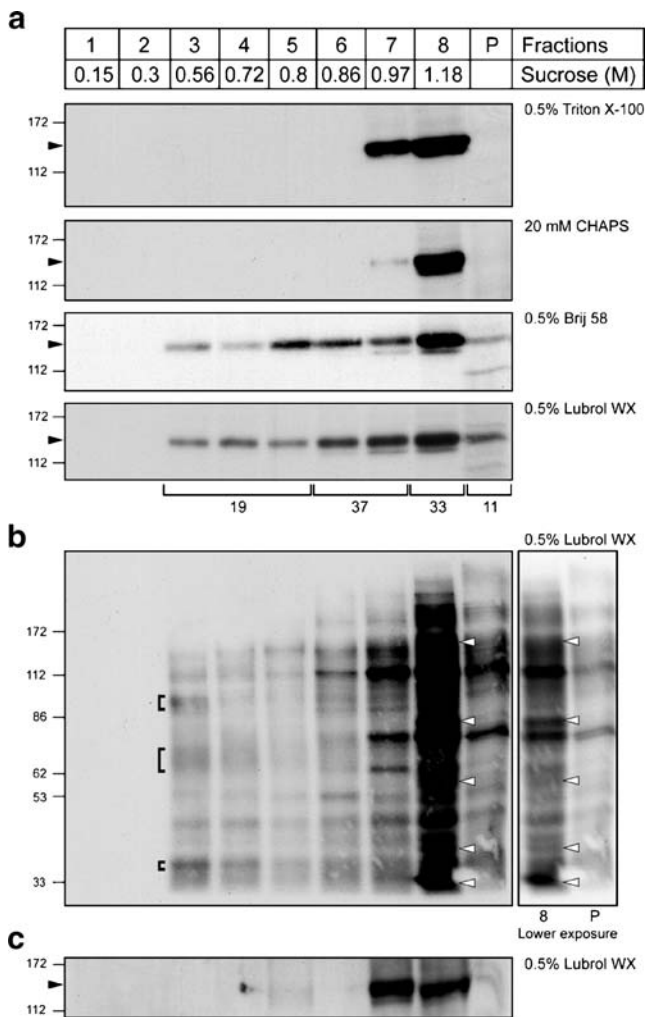 a
1 2 3 4 5 6 7 8 P Fractions
0.15 0.3 0.56 0.72 0.8 0.86 0.97 1.18 Sucrose (M)
0.5% Triton X-100
172
112
20 mM CHAPS
172
112
0.5% Brij 58
172
112
0.5% Lubrol WX
172
112
19 37 33 11
b
0.5% Lubrol WX
172
112
86
62
53
33
8 P
Lower exposure
c
0.5% Lubrol WX
172
112